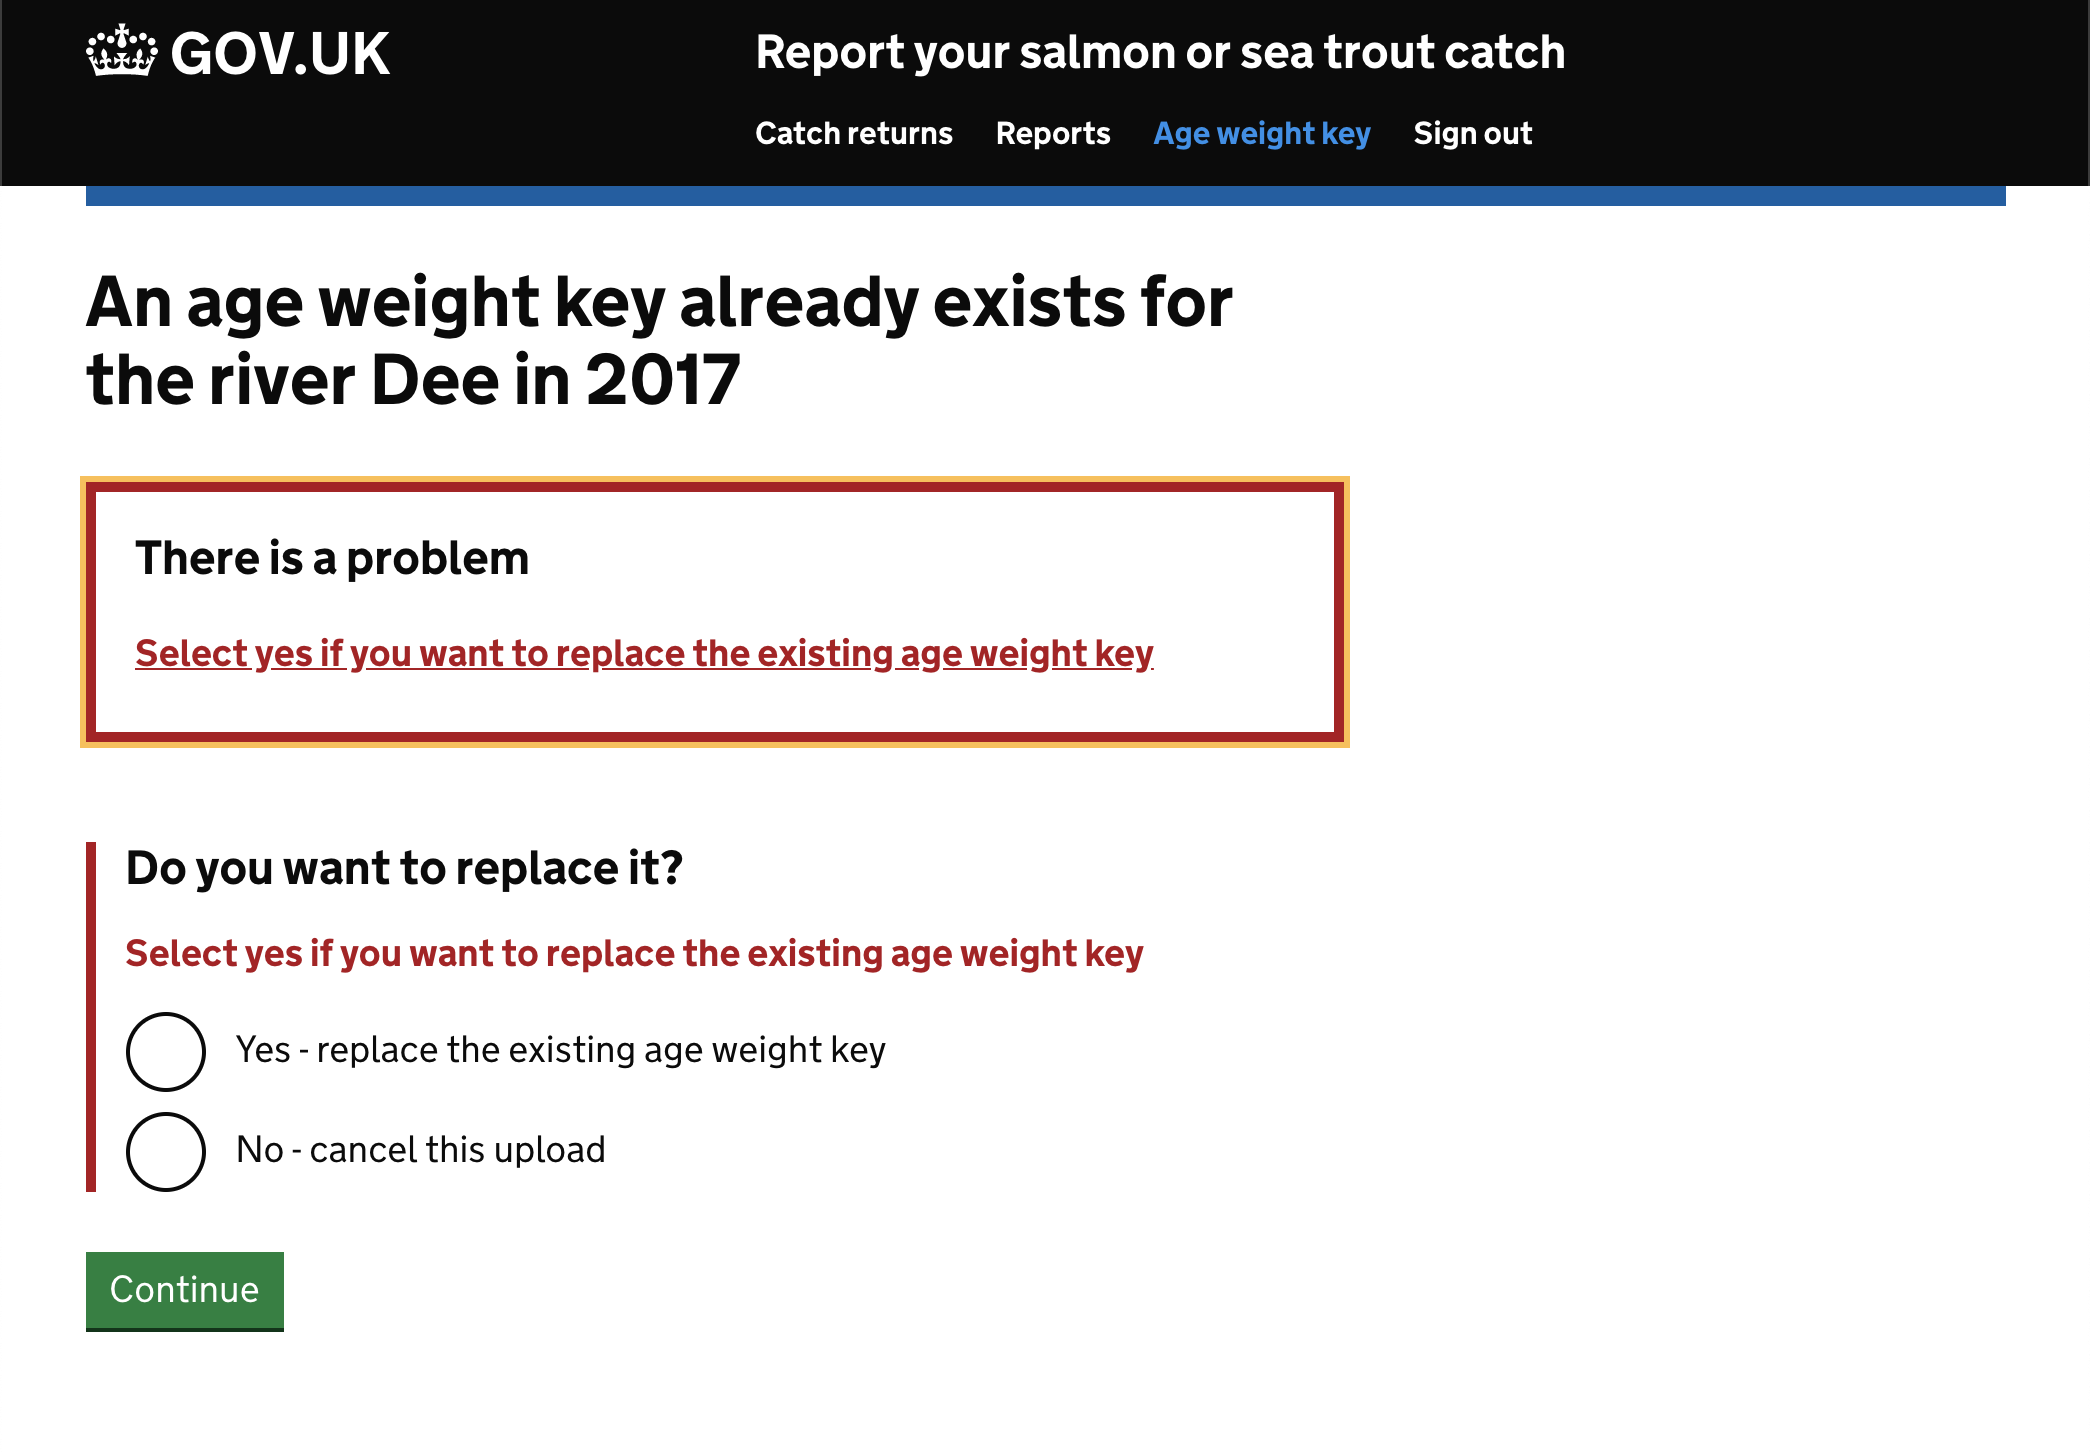 GOV.UK
Report your salmon or sea trout catch
Catch returns Reports Age weight key Sign out
An age weight key already exists for
the river Dee in 2017
There is a problem
Select yes if you want to replace the existing age weight key
Do you want to replace it?
Select yes if you want to replace the existing age weight key
Yes - replace the existing age weight key
No - cancel this upload
Continue